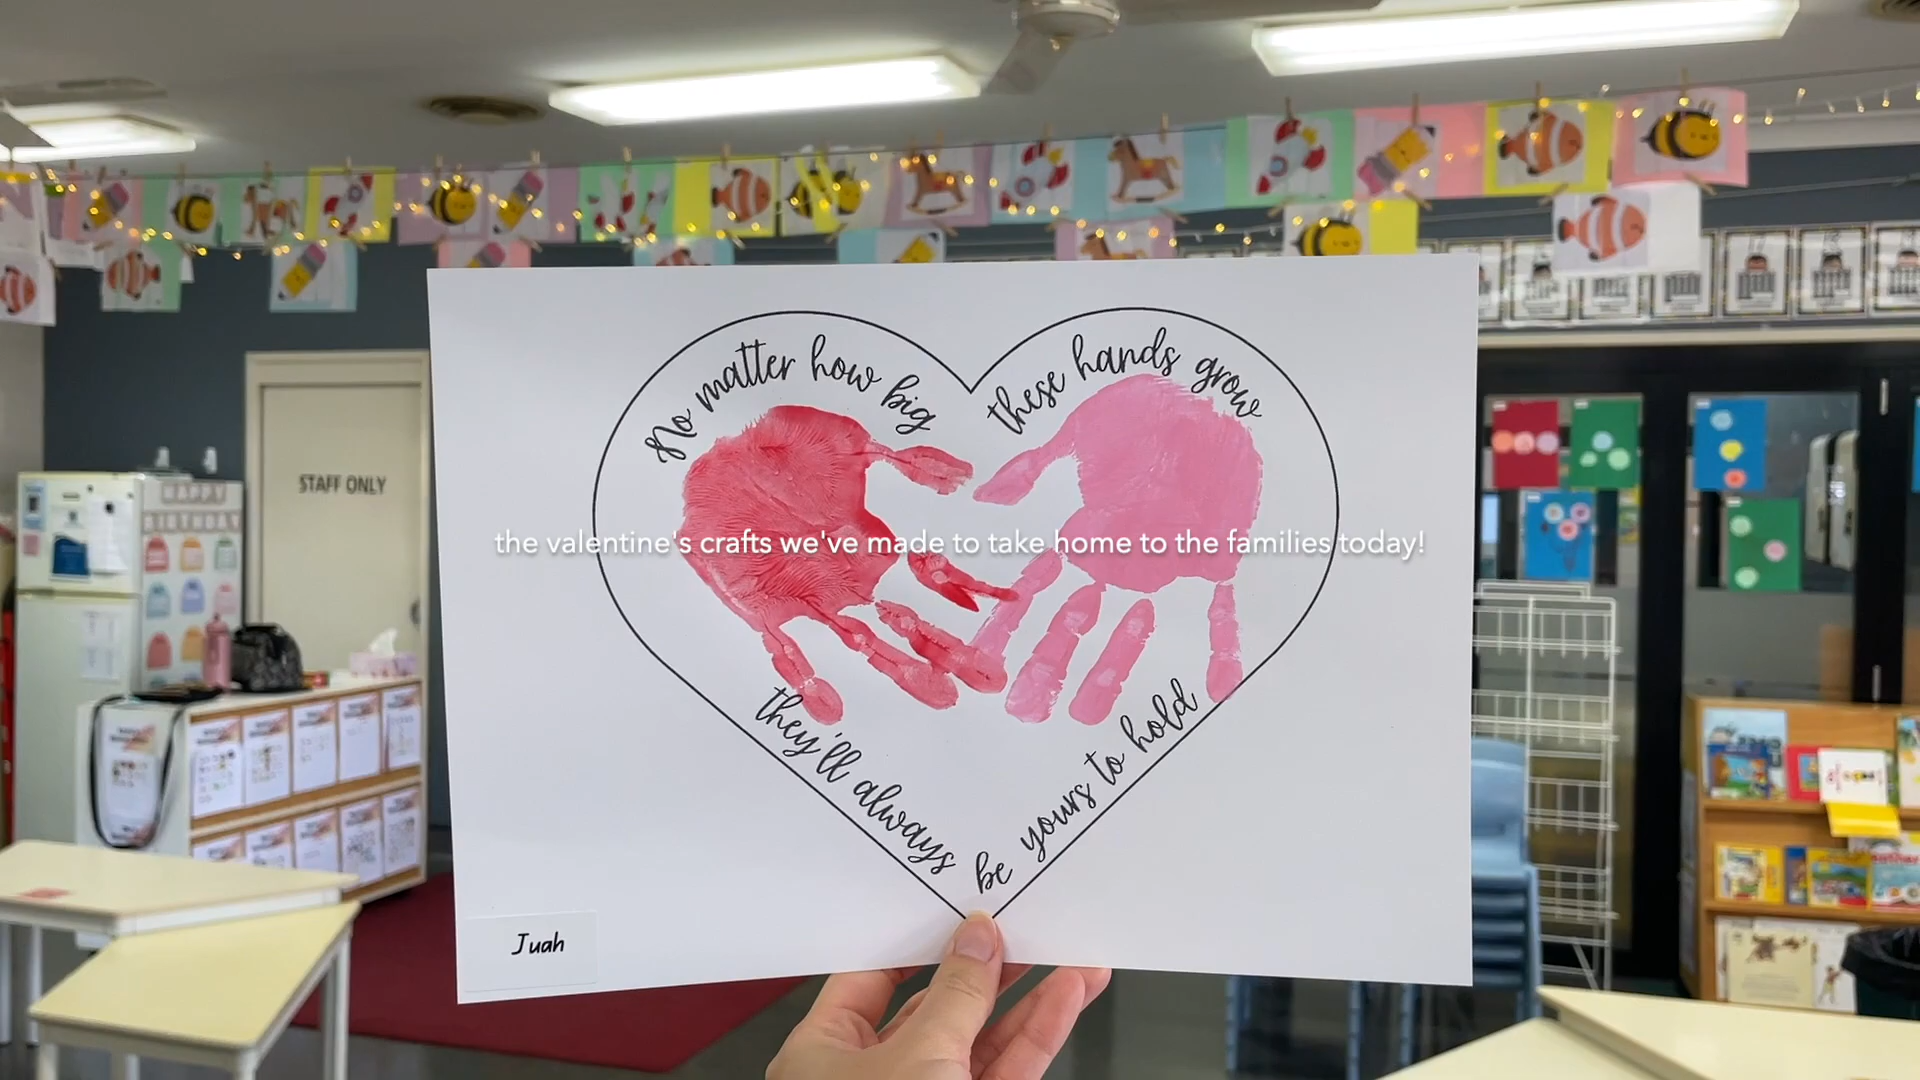 STAFF ONLY
HAPPY
BIRTHDAY
No matter how big
these hands grow
the valentine's crafts we've made to take home to the families today!
they'll always
be yours to hold
Juah